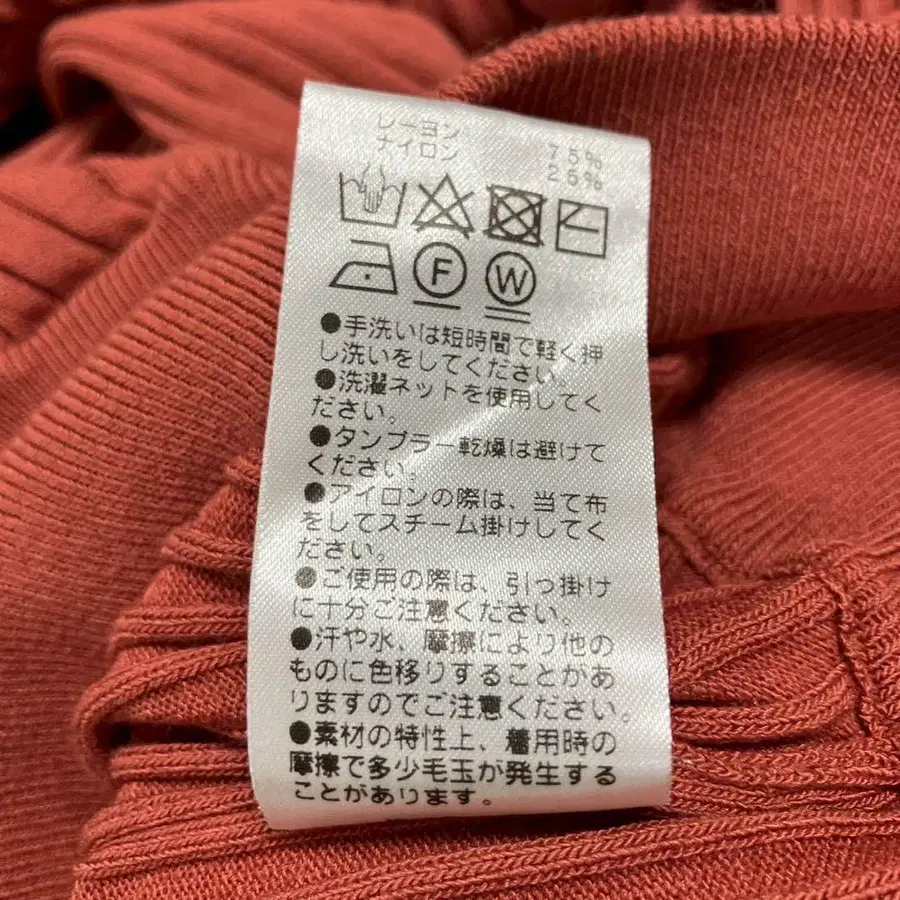 レーヨン 75%
ナイロン 25%
F W
●手洗いは短時間で軽く押
し洗いをしてください。
●洗濯ネットを使用してく
ださい。
●タンブラー乾燥は避けて
ください。
●アイロンの際は、当て布
をしてスチーム掛けしてく
ださい。
●ご使用の際は、引っ掛け
に十分ご注意ください。
●汗や水、摩擦により他の
ものに色移りすることがあ
りますのでご注意ください。
●素材の特性上、着用時の
摩擦で多少毛玉が発生する
ことがあります。